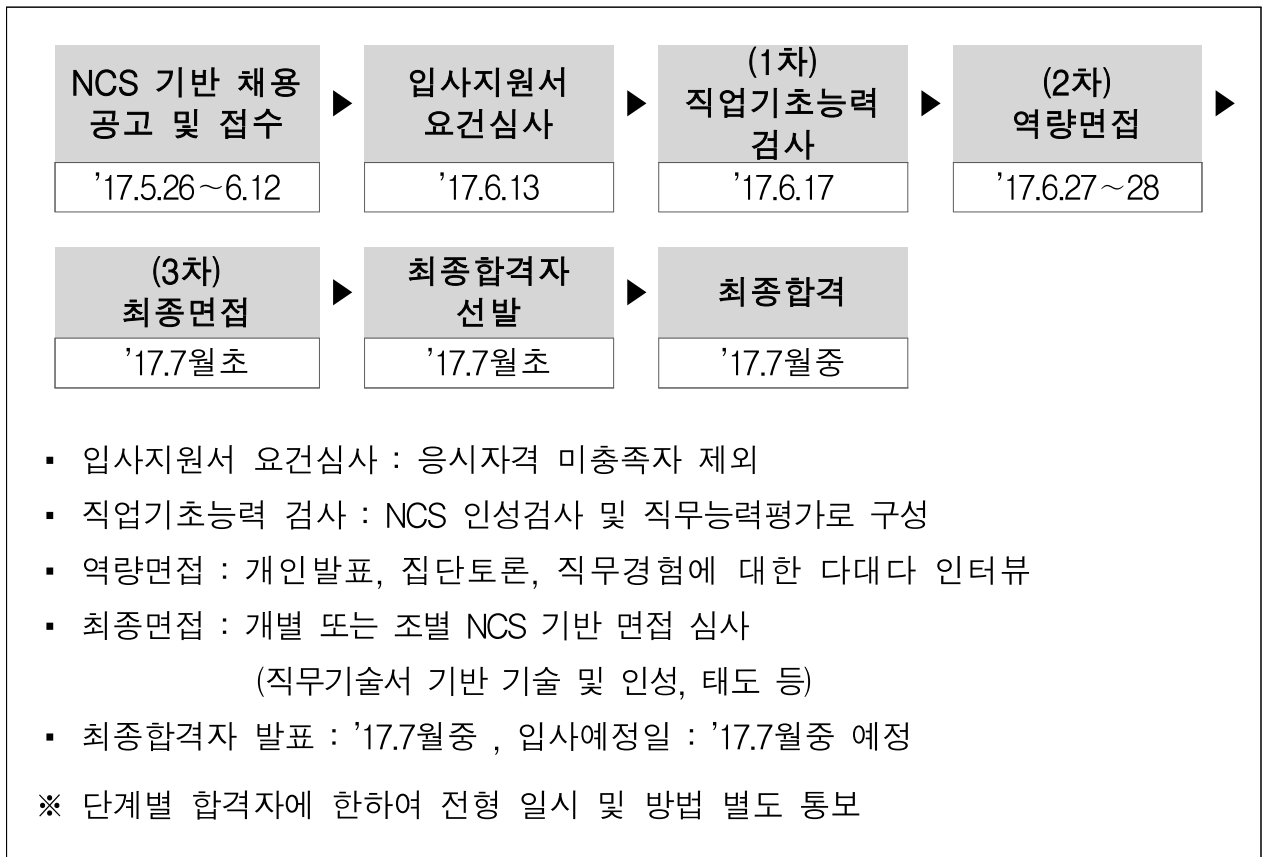 NCS 기반 채용
공고 및 접수
▶
입사지원서
요건심사
▶
(1차)
직업기초능력
검사
▶
(2차)
역량면접
▶
’17.5.26～6.12
’17.6.13
’17.6.17
’17.6.27～28
(3차)
최종면접
▶
최종합격자
선발
▶
최종합격
’17.7월초
’17.7월초
’17.7월중
▪ 입사지원서 요건심사 : 응시자격 미충족자 제외
▪ 직업기초능력 검사 : NCS 인성검사 및 직무능력평가로 구성
▪ 역량면접 : 개인발표, 집단토론, 직무경험에 대한 다대다 인터뷰
▪ 최종면접 : 개별 또는 조별 NCS 기반 면접 심사
(직무기술서 기반 기술 및 인성, 태도 등)
▪ 최종합격자 발표 : ’17.7월중 , 입사예정일 : ’17.7월중 예정
※ 단계별 합격자에 한하여 전형 일시 및 방법 별도 통보